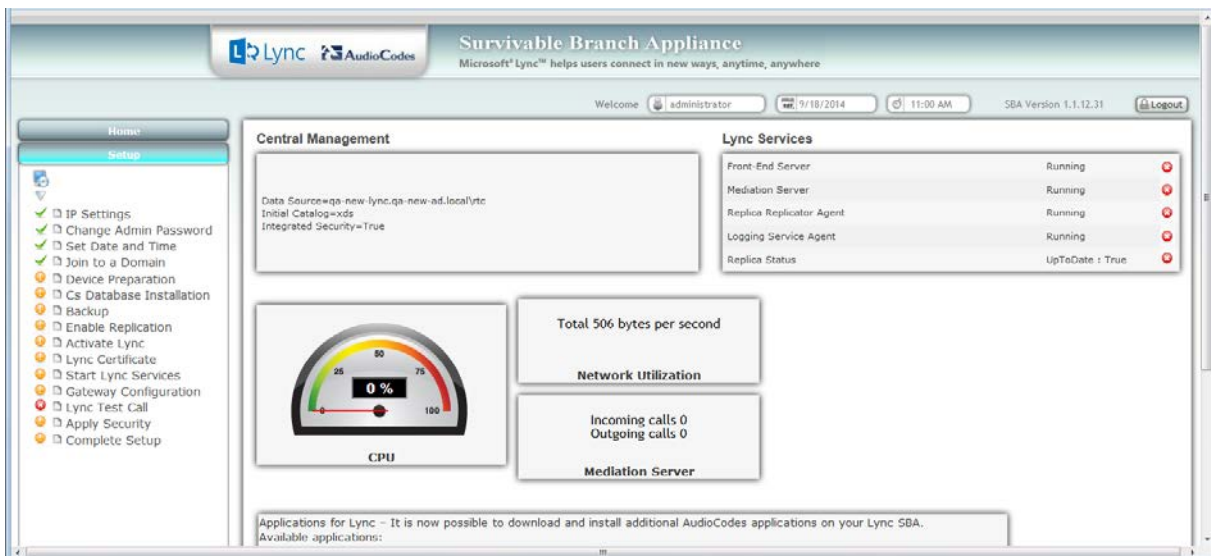 Lync AudioCodes
Survivable Branch Appliance
Microsoft® Lync™ helps users connect in new ways, anytime, anywhere
Welcome administrator 9/18/2014 11:00 AM SBA Version 1.1.12.31 Logout
Home
Setup
IP Settings
Change Admin Password
Set Date and Time
Join to a Domain
Device Preparation
Cs Database Installation
Backup
Enable Replication
Activate Lync
Lync Certificate
Start Lync Services
Gateway Configuration
Lync Test Call
Apply Security
Complete Setup
Central Management
Data Source=qa-new-lync.qa-new-ad.local\rtc
Initial Catalog=xds
Integrated Security=True
Lync Services
Front-End Server Running
Mediation Server Running
Replica Replicator Agent Running
Logging Service Agent Running
Replica Status UpToDate : True
0 25 50 75 100
0 %
CPU
Total 506 bytes per second
Network Utilization
Incoming calls 0
Outgoing calls 0
Mediation Server
Applications for Lync - It is now possible to download and install additional AudioCodes applications on your Lync SBA.
Available applications: